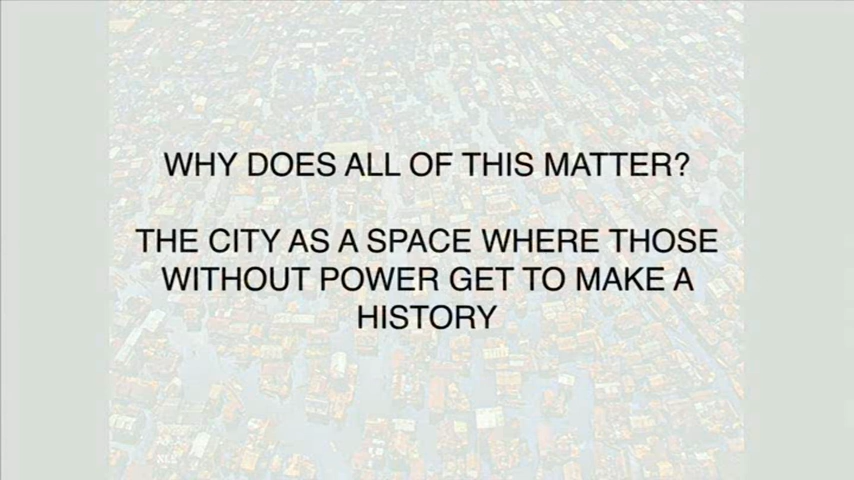 WHY DOES ALL OF THIS MATTER?
THE CITY AS A SPACE WHERE THOSE
WITHOUT POWER GET TO MAKE A
HISTORY